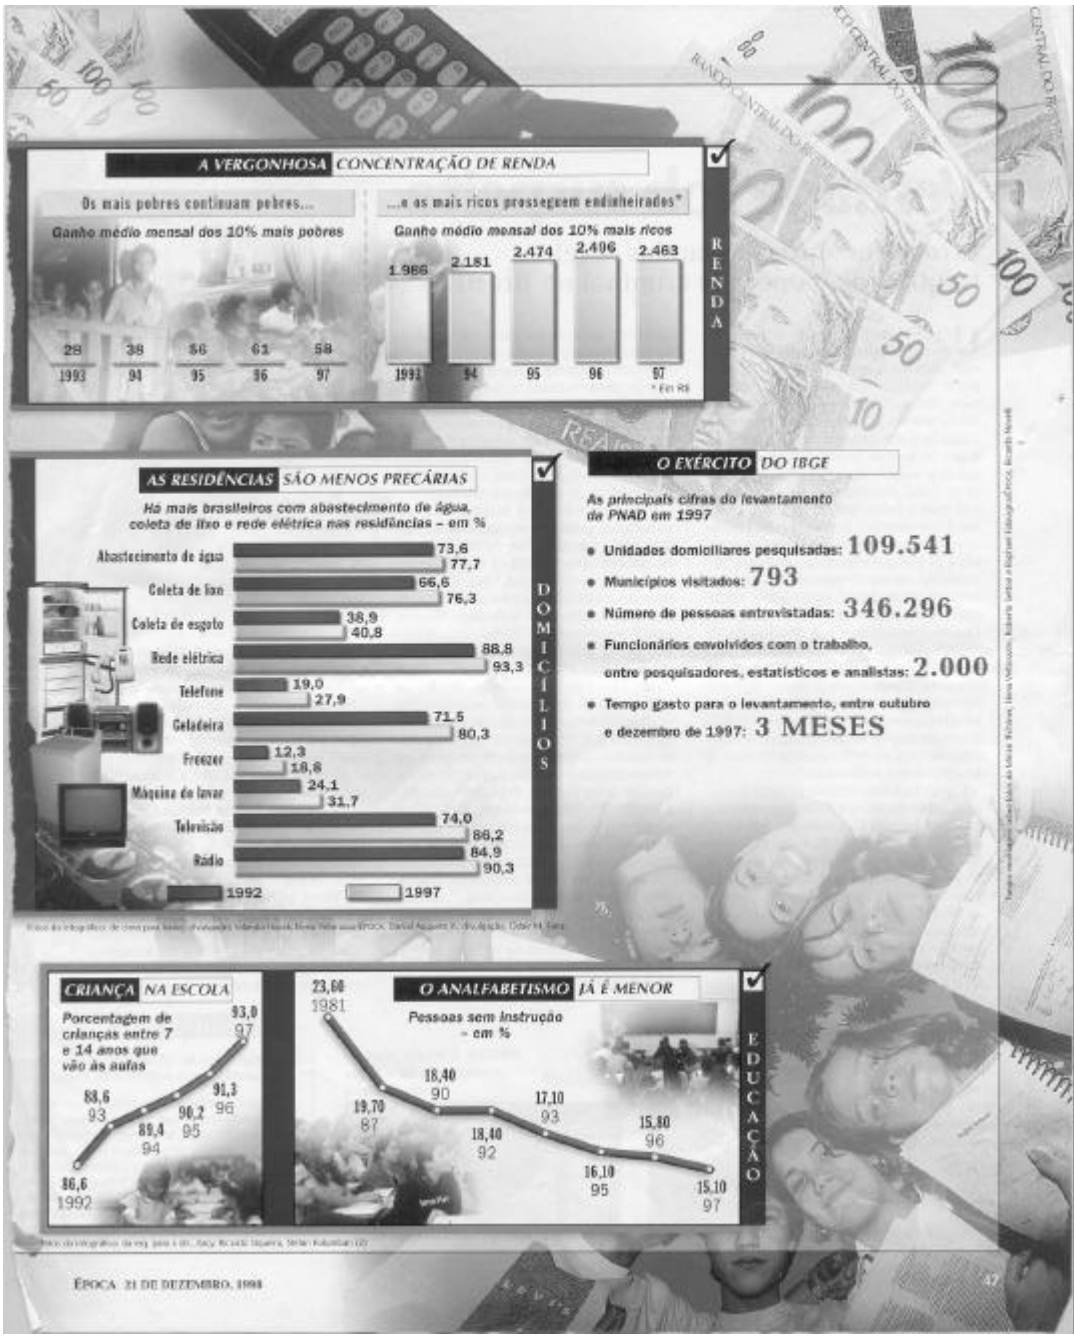 A VERGONHOSA CONCENTRAÇÃO DE RENDA
Os mais pobres continuam pobres...
Ganho médio mensal dos 10% mais pobres
28 38 56 61 58
1993 94 95 96 97
...e os mais ricos prosseguem endinheirados*
Ganho médio mensal dos 10% mais ricos
1.986 2.181 2.474 2.496 2.463
1993 94 95 96 97
* Em R$
RENDA
AS RESIDÊNCIAS SÃO MENOS PRECÁRIAS
Há mais brasileiros com abastecimento de água,
coleta de lixo e rede elétrica nas residências – em %
Abastecimento de água 73,6 77,7
Coleta de lixo 66,6 76,3
Coleta de esgoto 38,9 40,8
Rede elétrica 88,8 93,3
Telefone 19,0 27,9
Geladeira 71,5 80,3
Freezer 12,3 18,8
Máquina de lavar 24,1 31,7
Televisão 74,0 86,2
Rádio 84,9 90,3
1992 1997
DOMICÍLIOS
O EXÉRCITO DO IBGE
As principais cifras do levantamento
da PNAD em 1997
• Unidades domiciliares pesquisadas: 109.541
• Municípios visitados: 793
• Número de pessoas entrevistadas: 346.296
• Funcionários envolvidos com o trabalho,
entre pesquisadores, estatísticos e analistas: 2.000
• Tempo gasto para o levantamento, entre outubro
e dezembro de 1997: 3 MESES
CRIANÇA NA ESCOLA
Porcentagem de
crianças entre 7
e 14 anos que
vão às aulas
86,6
1992
88,6
93
89,4
94
90,2
95
91,3
96
93,0
97
O ANALFABETISMO JÁ É MENOR
Pessoas sem instrução
– em %
23,60
1981
19,70
87
18,40
90
18,40
92
17,10
93
16,10
95
15,80
96
15,10
97
EDUCAÇÃO
ÉPOCA 21 DE DEZEMBRO, 1998
47
BANCO CENTRAL DO
CENTRAL DO
100
100
100
50
50
10
REAIS